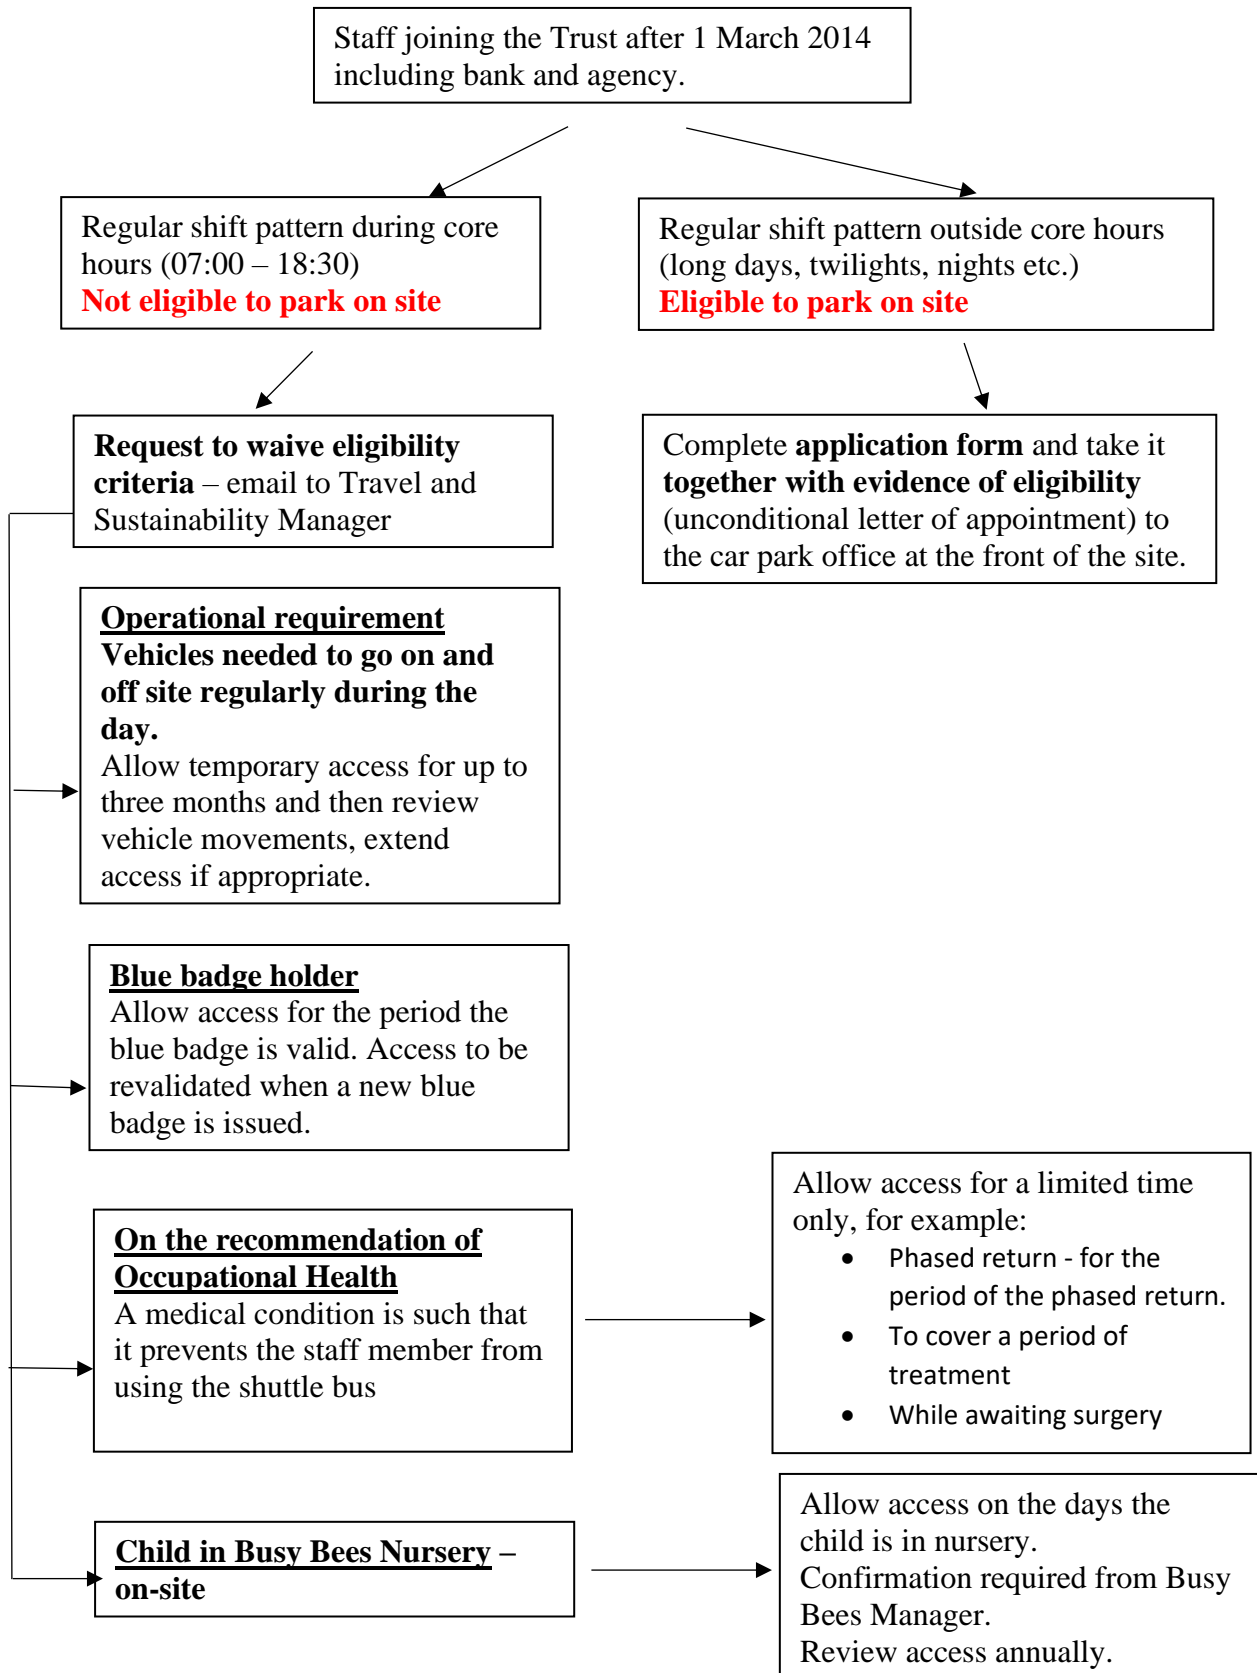 Staff joining the Trust after 1 March 2014
including bank and agency.
Regular shift pattern during core
hours (07:00 – 18:30)
Not eligible to park on site
Regular shift pattern outside core hours
(long days, twilights, nights etc.)
Eligible to park on site
Request to waive eligibility
criteria – email to Travel and
Sustainability Manager
Complete application form and take it
together with evidence of eligibility
(unconditional letter of appointment) to
the car park office at the front of the site.
Operational requirement
Vehicles needed to go on and
off site regularly during the
day.
Allow temporary access for up to
three months and then review
vehicle movements, extend
access if appropriate.
Blue badge holder
Allow access for the period the
blue badge is valid. Access to be
revalidated when a new blue
badge is issued.
On the recommendation of
Occupational Health
A medical condition is such that
it prevents the staff member from
using the shuttle bus
Allow access for a limited time
only, for example:
• Phased return - for the
period of the phased return.
• To cover a period of
treatment
• While awaiting surgery
Child in Busy Bees Nursery –
on-site
Allow access on the days the
child is in nursery.
Confirmation required from Busy
Bees Manager.
Review access annually.